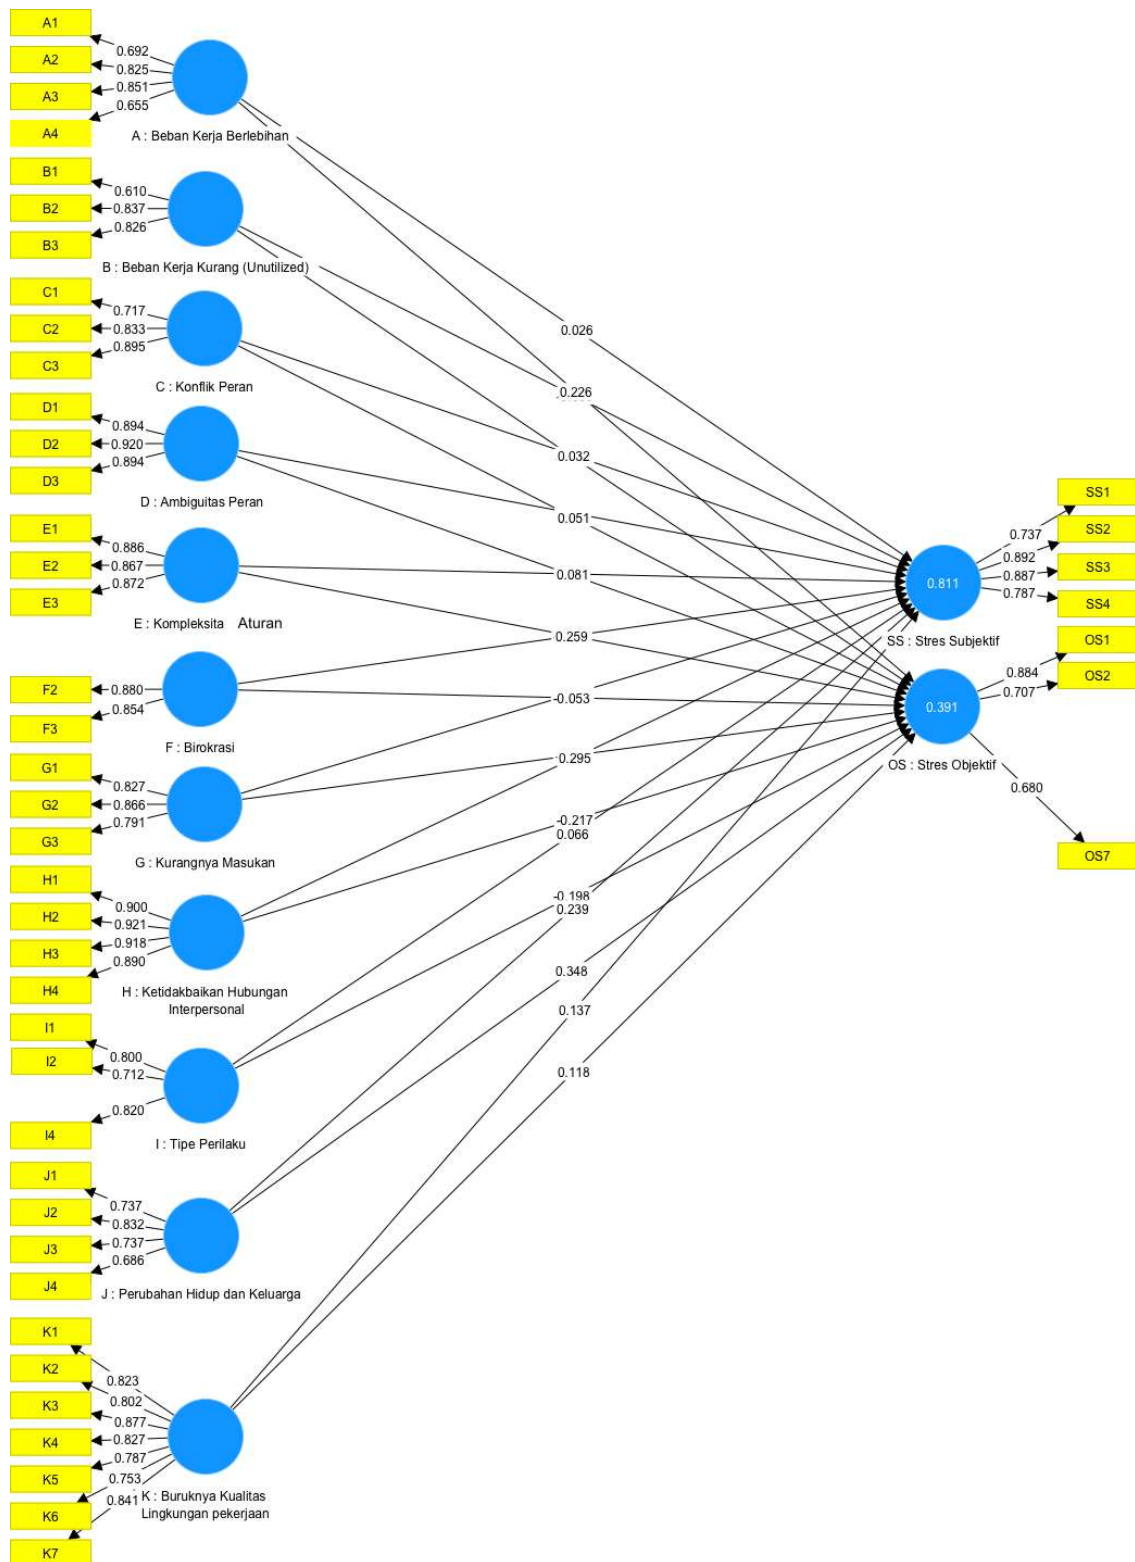 A1
0.692
A2
0.825
A3
0.851
A4
0.655
A : Beban Kerja Berlebihan
B1
0.610
B2
0.837
B3
0.826
B : Beban Kerja Kurang (Unutilized)
C1
0.717
C2
0.833
C3
0.895
C : Konflik Peran
D1
0.894
D2
0.920
D3
0.894
D : Ambiguitas Peran
E1
0.886
E2
0.867
E3
0.872
E : Kompleksita Aturan
F2
0.880
F3
0.854
F : Birokrasi
G1
0.827
G2
0.866
G3
0.791
G : Kurangnya Masukan
H1
0.900
H2
0.921
H3
0.918
H4
0.890
H : Ketidakbaikan Hubungan
Interpersonal
I1
0.800
I2
0.712
I4
0.820
I : Tipe Perilaku
J1
0.737
J2
0.832
J3
0.737
J4
0.686
J : Perubahan Hidup dan Keluarga
K1
0.823
K2
0.802
K3
0.877
K4
0.827
K5
0.787
K6
0.753
K7
0.841
K : Buruknya Kualitas
Lingkungan pekerjaan
0.026
0.226
0.032
0.051
0.081
0.259
-0.053
0.295
-0.217
0.066
-0.198
0.239
0.348
0.137
0.118
0.811
SS : Stres Subjektif
0.391
OS : Stres Objektif
SS1
0.737
SS2
0.892
SS3
0.887
SS4
0.787
OS1
0.884
OS2
0.707
OS7
0.680